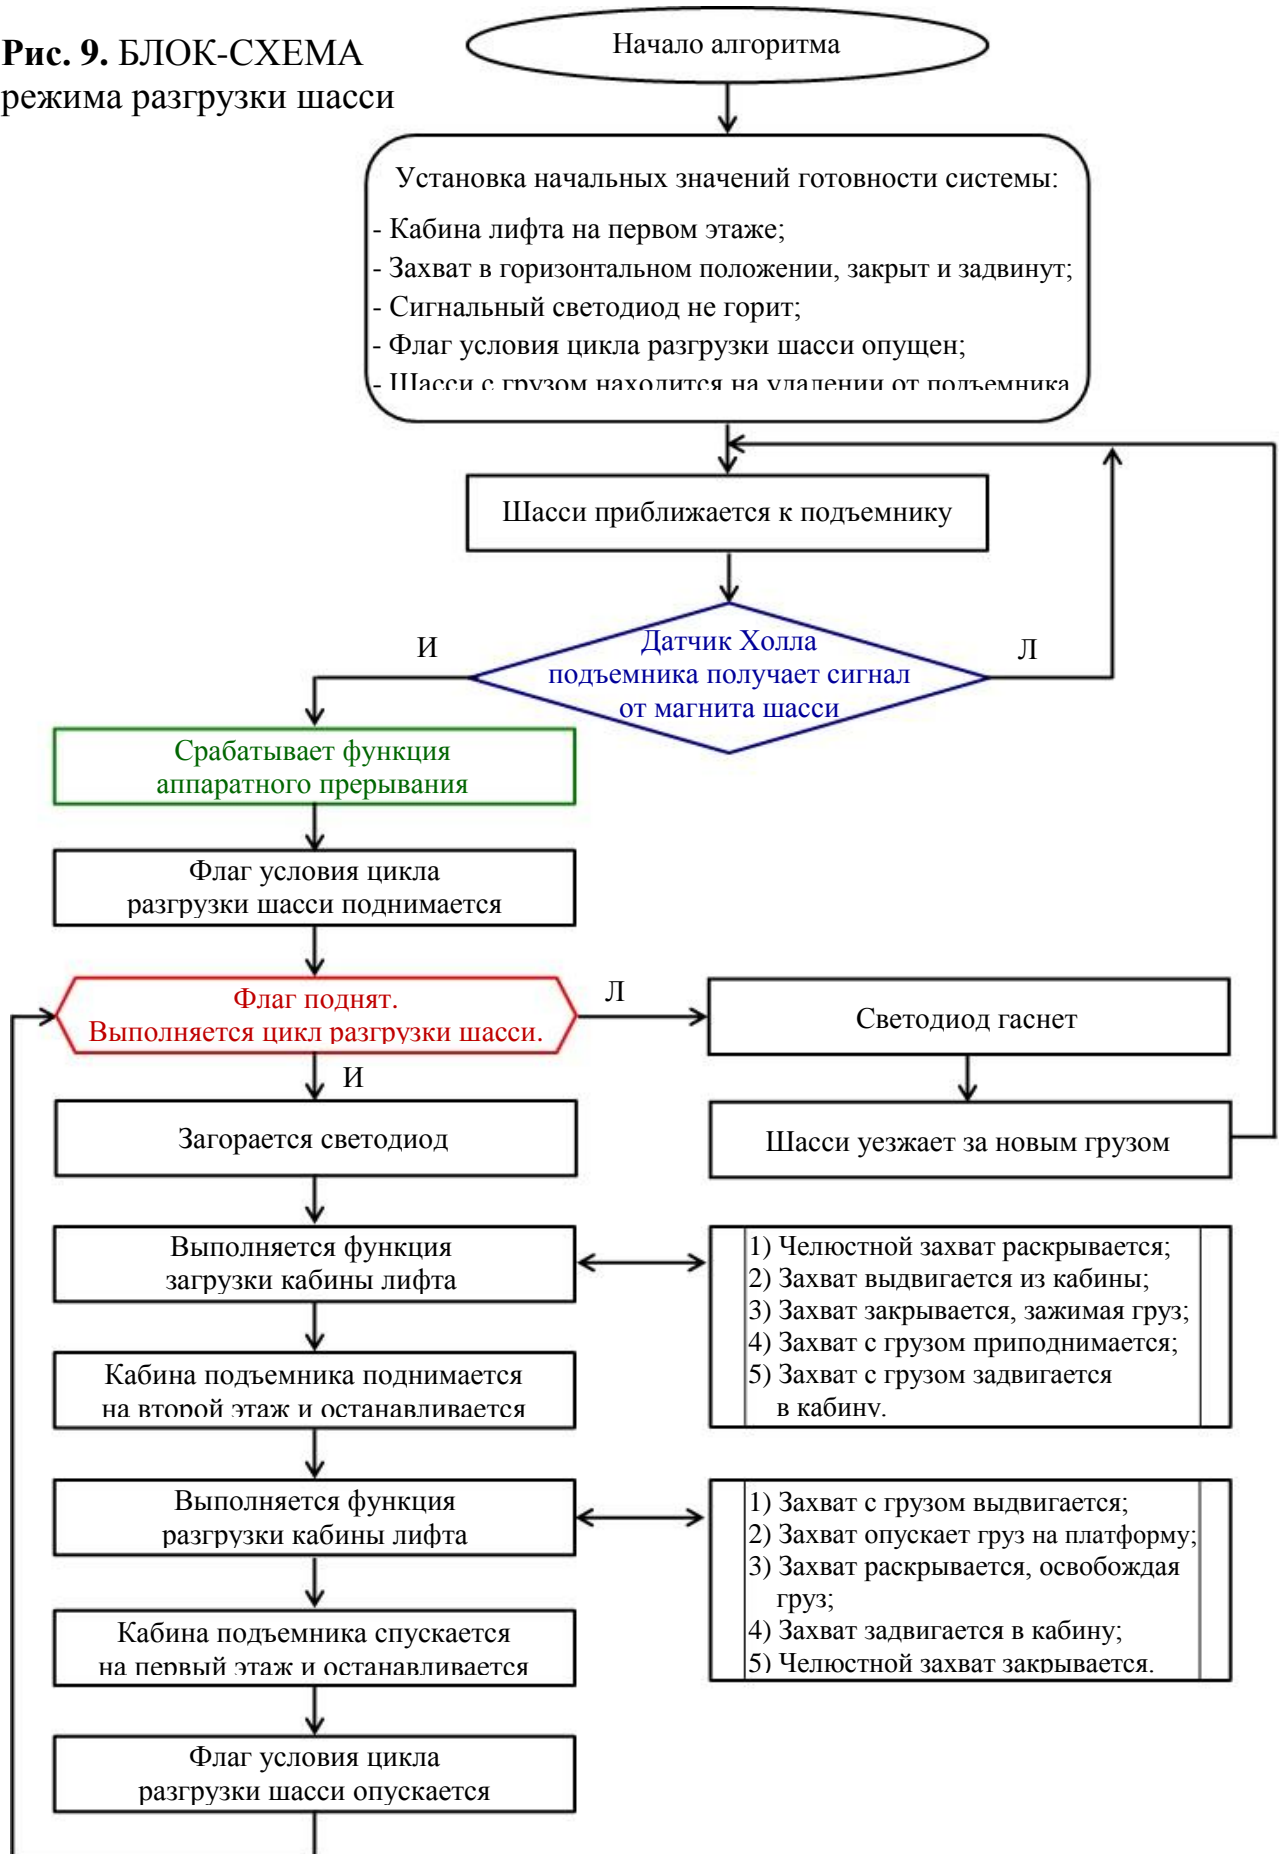 Рис. 9. БЛОК-СХЕМА
режима разгрузки шасси
Начало алгоритма
Установка начальных значений готовности системы:
- Кабина лифта на первом этаже;
- Захват в горизонтальном положении, закрыт и задвинут;
- Сигнальный светодиод не горит;
- Флаг условия цикла разгрузки шасси опущен;
- Шасси с грузом находится на удалении от подъемника
Шасси приближается к подъемнику
Датчик Холла
подъемника получает сигнал
от магнита шасси
И
Л
Срабатывает функция
аппаратного прерывания
Флаг условия цикла
разгрузки шасси поднимается
Флаг поднят.
Выполняется цикл разгрузки шасси.
Л
И
Светодиод гаснет
Шасси уезжает за новым грузом
Загорается светодиод
Выполняется функция
загрузки кабины лифта
1) Челюстной захват раскрывается;
2) Захват выдвигается из кабины;
3) Захват закрывается, зажимая груз;
4) Захват с грузом приподнимается;
5) Захват с грузом задвигается
в кабину.
Кабина подъемника поднимается
на второй этаж и останавливается
Выполняется функция
разгрузки кабины лифта
1) Захват с грузом выдвигается;
2) Захват опускает груз на платформу;
3) Захват раскрывается, освобождая
груз;
4) Захват задвигается в кабину;
5) Челюстной захват закрывается.
Кабина подъемника спускается
на первый этаж и останавливается
Флаг условия цикла
разгрузки шасси опускается